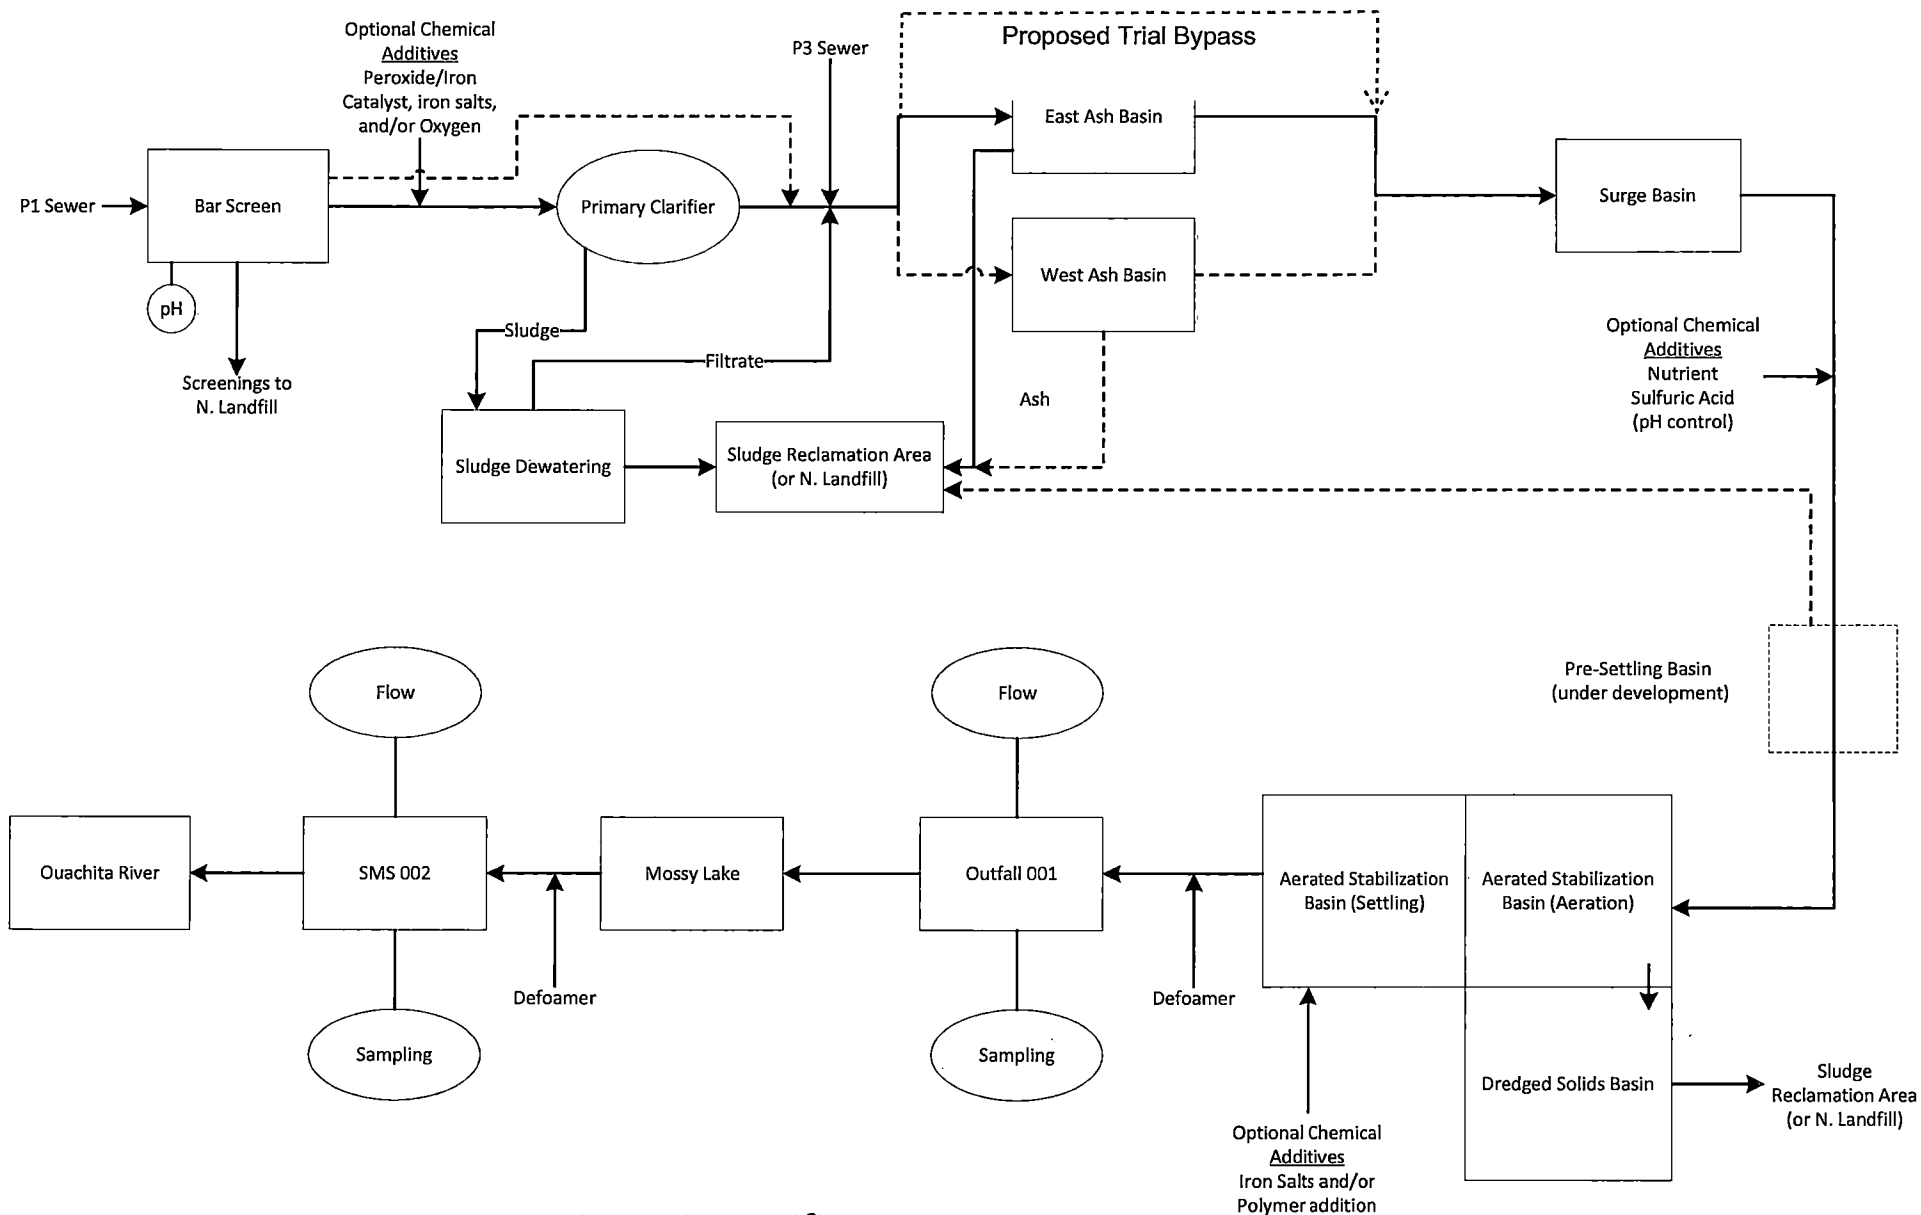 Optional Chemical
Additives
Peroxide/Iron
Catalyst, iron salts,
and/or Oxygen
P3 Sewer
Proposed Trial Bypass
P1 Sewer
Bar Screen
Primary Clarifier
East Ash Basin
West Ash Basin
Surge Basin
pH
Screenings to
N. Landfill
Sludge
Filtrate
Ash
Sludge Dewatering
Sludge Reclamation Area
(or N. Landfill)
Optional Chemical
Additives
Nutrient
Sulfuric Acid
(pH control)
Pre-Settling Basin
(under development)
Flow
Flow
Ouachita River
SMS 002
Mossy Lake
Outfall 001
Aerated Stabilization
Basin (Settling)
Aerated Stabilization
Basin (Aeration)
Defoamer
Defoamer
Sampling
Sampling
Dredged Solids Basin
Sludge
Reclamation Area
(or N. Landfill)
Optional Chemical
Additives
Iron Salts and/or
Polymer addition